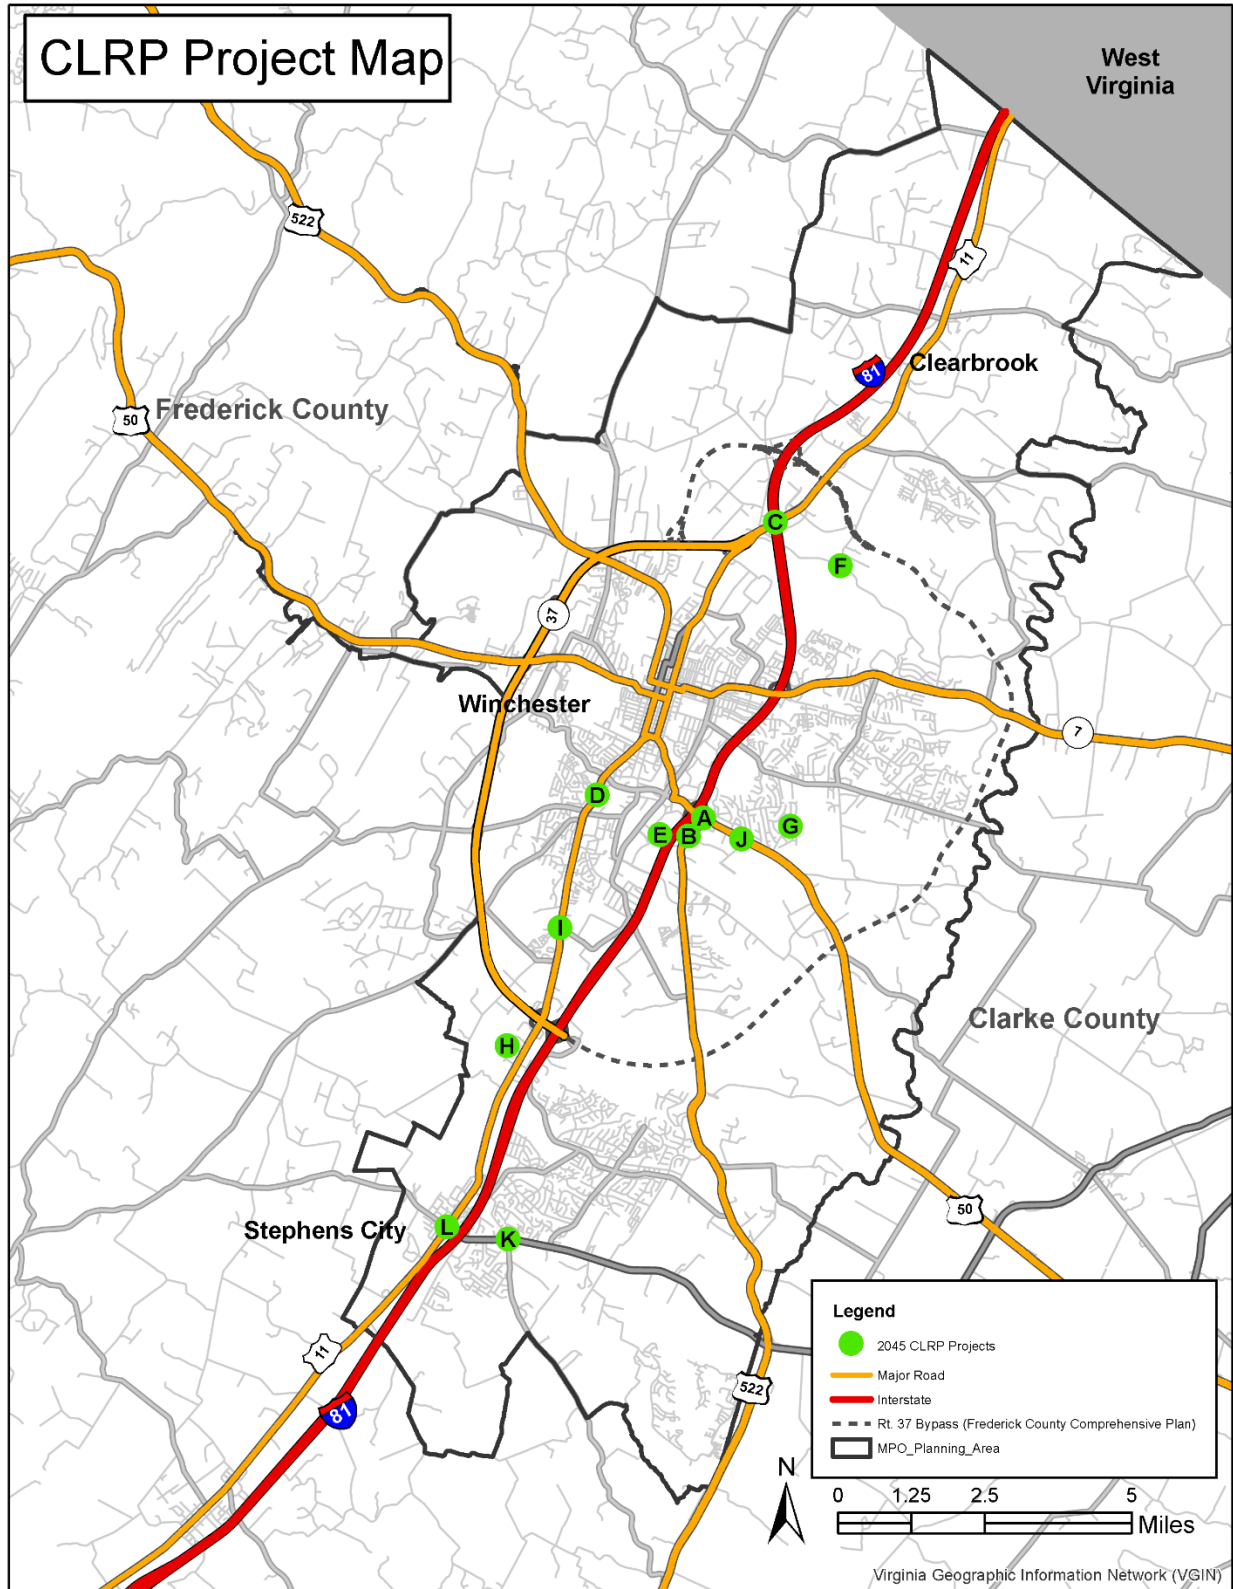 CLRP Project Map
West
Virginia
522
11
81
Clearbrook
50
Frederick County
C
F
37
Winchester
7
D
A
E
B
J
G
I
Clarke County
H
50
Stephens City
L
K
11
81
522
Legend
2045 CLRP Projects
Major Road
Interstate
Rt. 37 Bypass (Frederick County Comprehensive Plan)
MPO_Planning_Area
N
0 1.25 2.5 5
Miles
Virginia Geographic Information Network (VGIN)